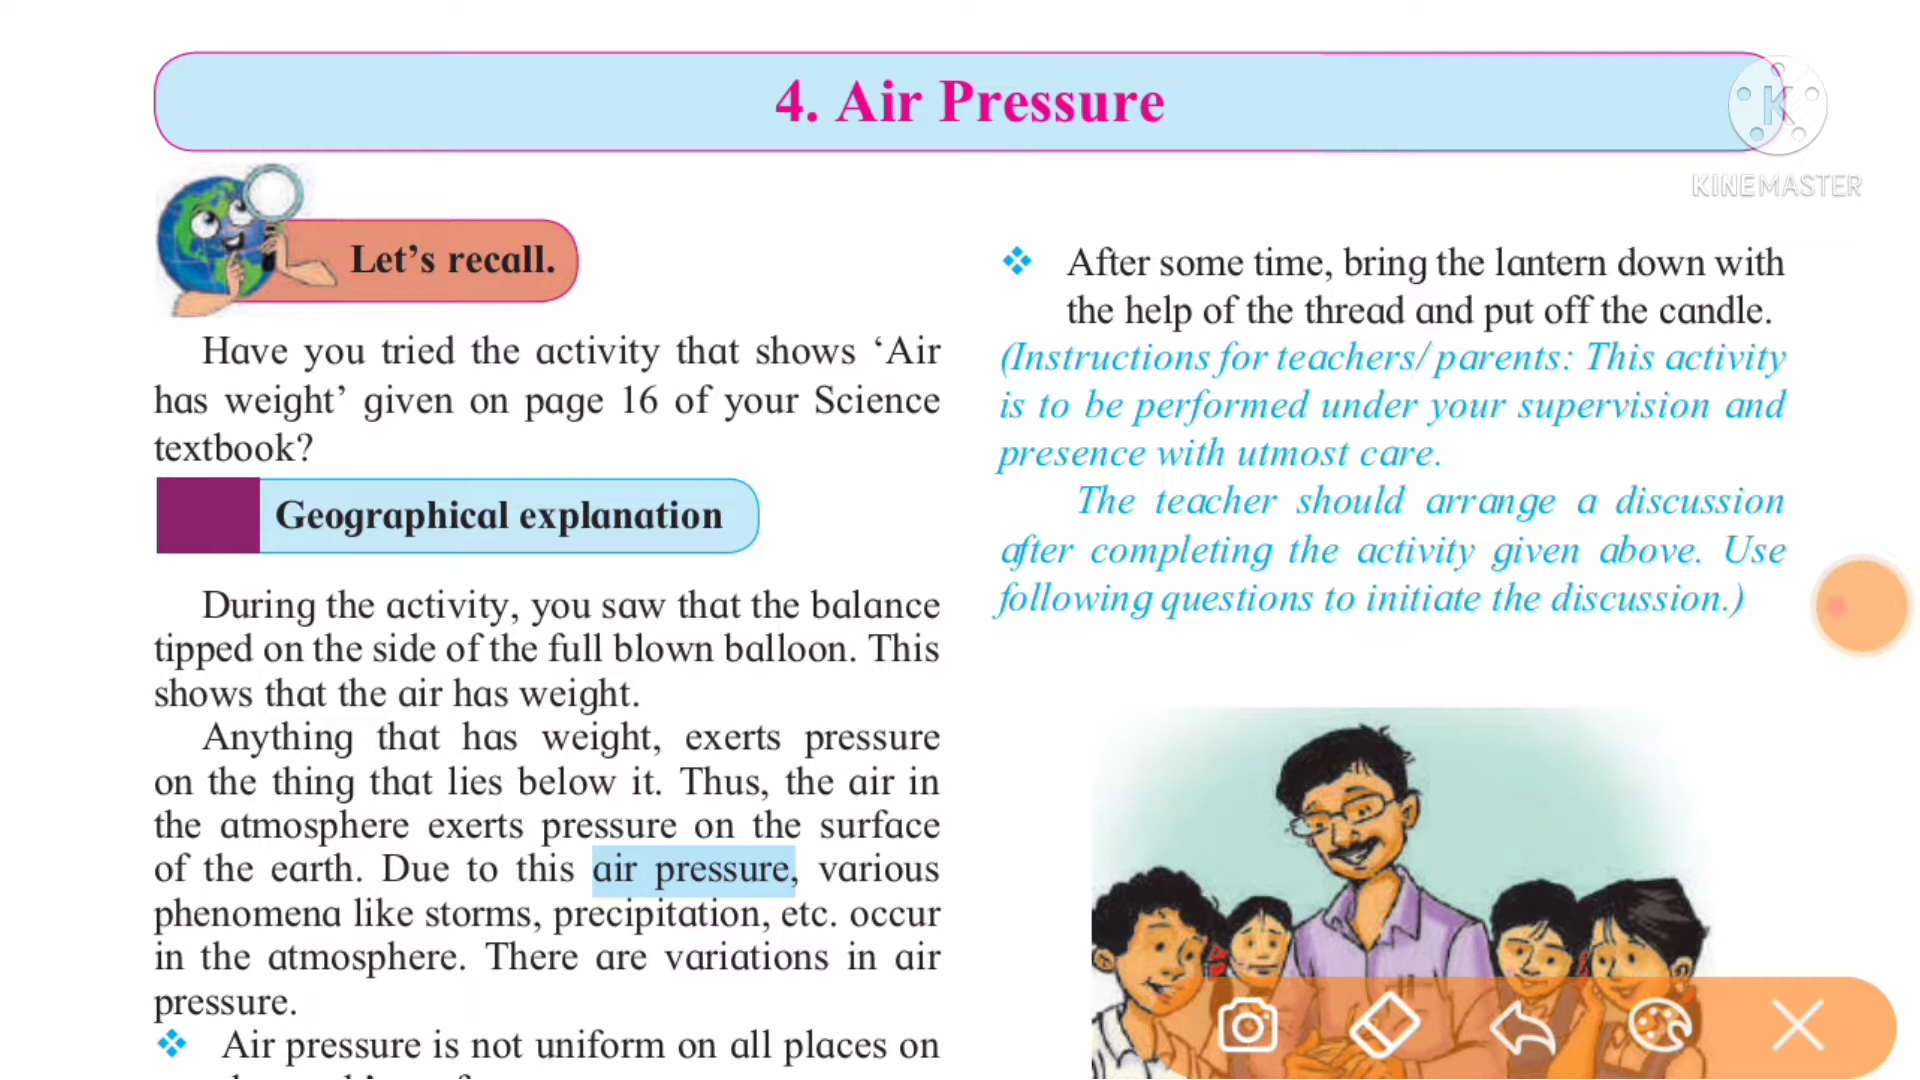 4. Air Pressure
K
KINEMASTER
Let's recall.
Have you tried the activity that shows ‘Air
has weight’ given on page 16 of your Science
textbook?
Geographical explanation
During the activity, you saw that the balance
tipped on the side of the full blown balloon. This
shows that the air has weight.
Anything that has weight, exerts pressure
on the thing that lies below it. Thus, the air in
the atmosphere exerts pressure on the surface
of the earth. Due to this air pressure, various
phenomena like storms, precipitation, etc. occur
in the atmosphere. There are variations in air
pressure.
❖ Air pressure is not uniform on all places on
❖ After some time, bring the lantern down with
the help of the thread and put off the candle.
(Instructions for teachers/ parents: This activity
is to be performed under your supervision and
presence with utmost care.
The teacher should arrange a discussion
after completing the activity given above. Use
following questions to initiate the discussion.)